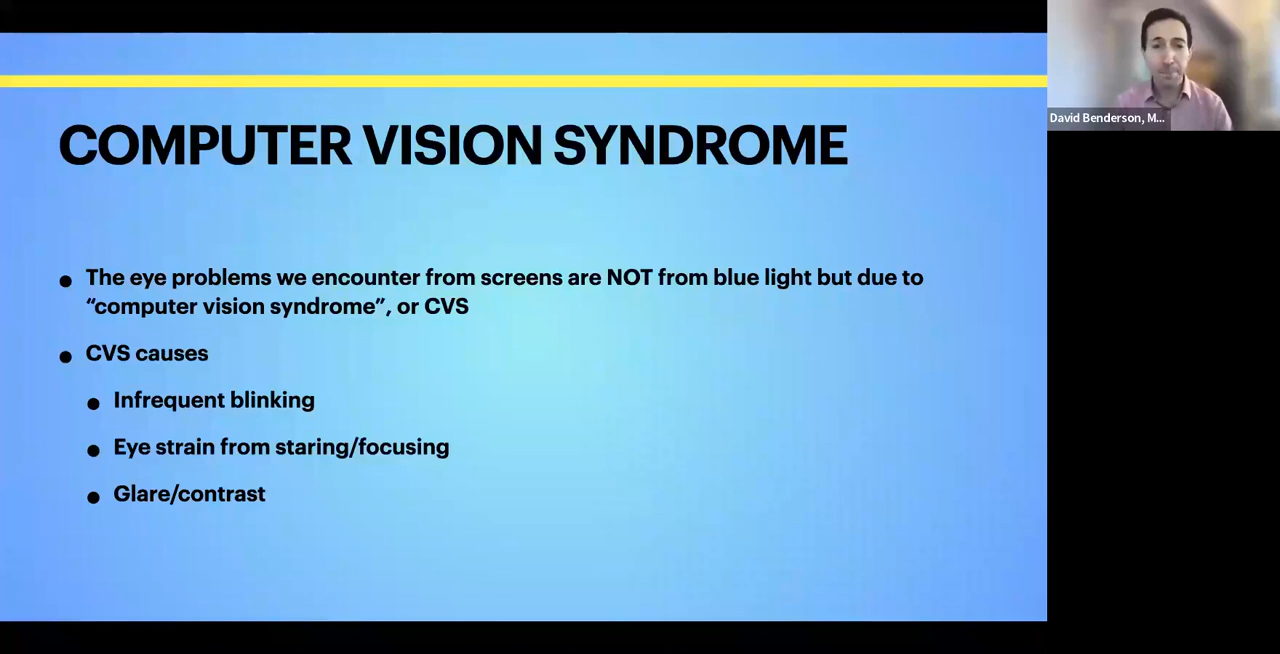 COMPUTER VISION SYNDROME
• The eye problems we encounter from screens are NOT from blue light but due to
“computer vision syndrome”, or CVS
• CVS causes
• Infrequent blinking
• Eye strain from staring/focusing
• Glare/contrast
David Benderson, M...